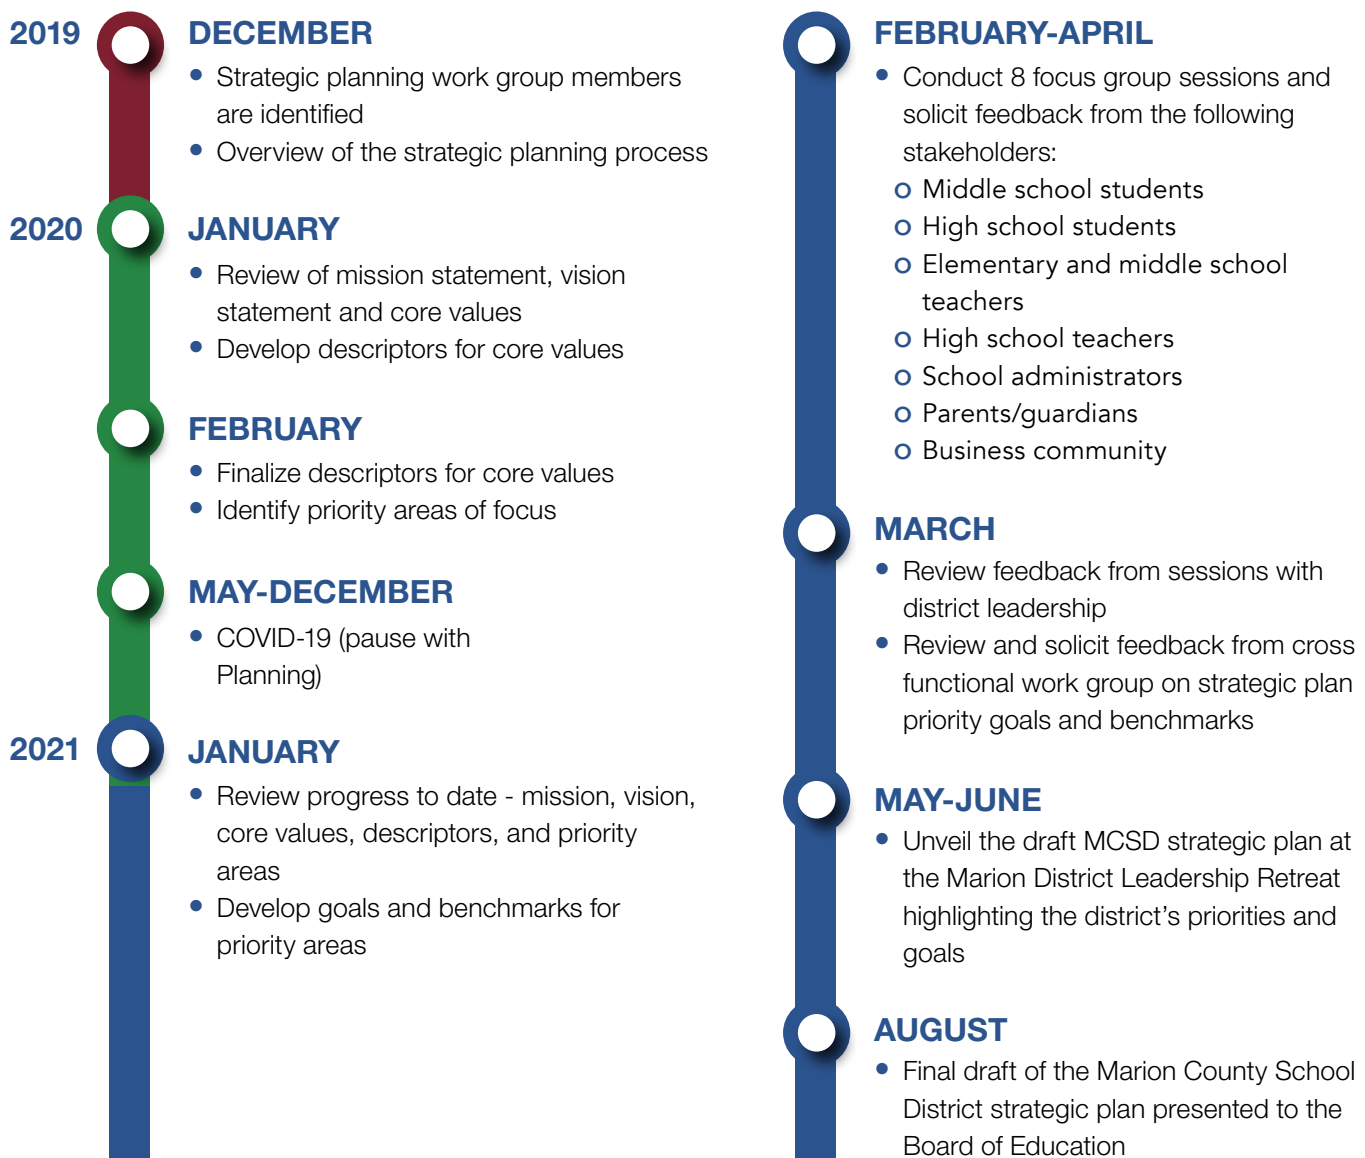 2019
DECEMBER
• Strategic planning work group members
are identified
• Overview of the strategic planning process
2020
JANUARY
• Review of mission statement, vision
statement and core values
• Develop descriptors for core values
FEBRUARY
• Finalize descriptors for core values
• Identify priority areas of focus
MAY-DECEMBER
• COVID-19 (pause with
Planning)
2021
JANUARY
• Review progress to date - mission, vision,
core values, descriptors, and priority
areas
• Develop goals and benchmarks for
priority areas
FEBRUARY-APRIL
• Conduct 8 focus group sessions and
solicit feedback from the following
stakeholders:
o Middle school students
o High school students
o Elementary and middle school
teachers
o High school teachers
o School administrators
o Parents/guardians
o Business community
MARCH
• Review feedback from sessions with
district leadership
• Review and solicit feedback from cross
functional work group on strategic plan
priority goals and benchmarks
MAY-JUNE
• Unveil the draft MCSD strategic plan at
the Marion District Leadership Retreat
highlighting the district’s priorities and
goals
AUGUST
• Final draft of the Marion County School
District strategic plan presented to the
Board of Education